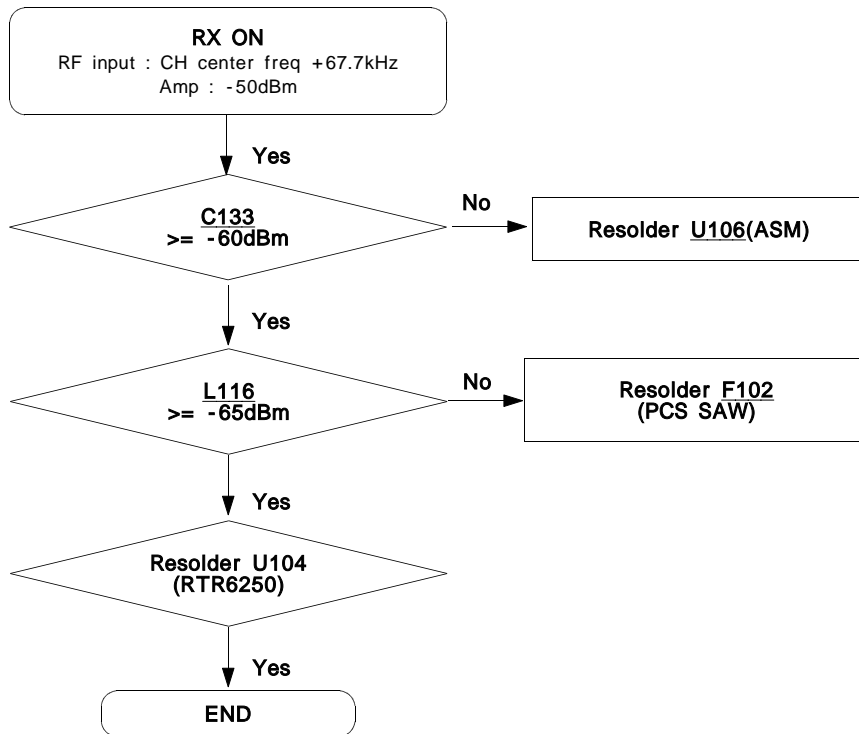 RX ON
RF input : CH center freq +67.7kHz
Amp : -50dBm
Yes
C133
>= -60dBm
No
Resolder U106(ASM)
Yes
L116
>= -65dBm
No
Resolder F102
(PCS SAW)
Yes
Resolder U104
(RTR6250)
Yes
END